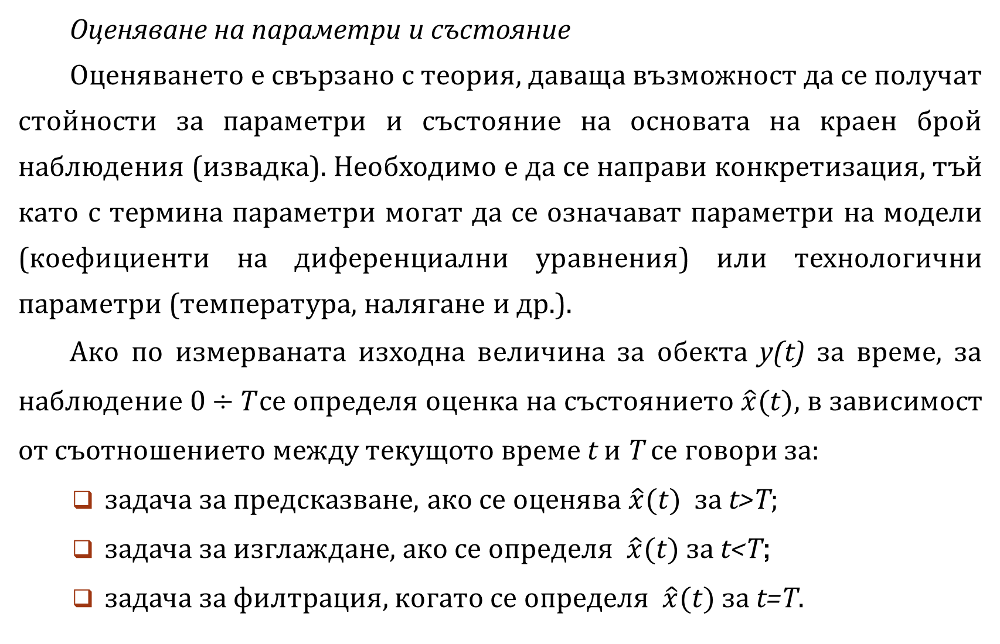 Оценяване на параметри и състояние
Оценяването е свързано с теория, даваща възможност да се получат
стойности за параметри и състояние на основата на краен брой
наблюдения (извадка). Необходимо е да се направи конкретизация, тъй
като с термина параметри могат да се означават параметри на модели
(коефициенти на диференциални уравнения) или технологични
параметри (температура, налягане и др.).
Ако по измерваната изходна величина за обекта y(t) за време, за
наблюдение 0 ÷ T се определя оценка на състоянието x̂(t), в зависимост
от съотношението между текущото време t и T се говори за:
❑ задача за предсказване, ако се оценява x̂(t) за t>T;
❑ задача за изглаждане, ако се определя x̂(t) за t<T;
❑ задача за филтрация, когато се определя x̂(t) за t=T.